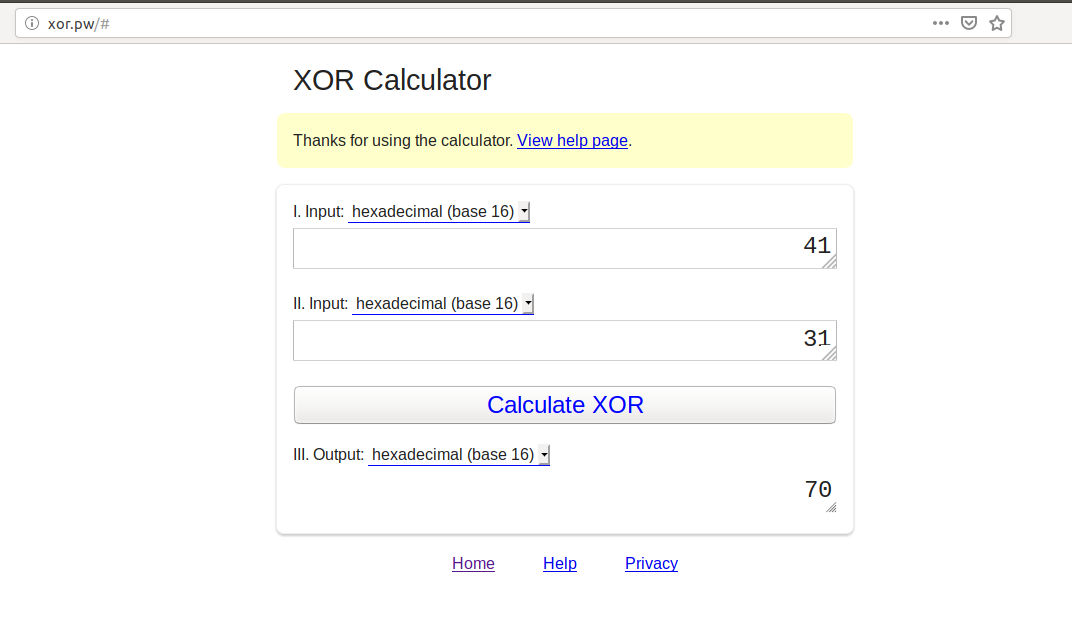 xor.pw/#
XOR Calculator
Thanks for using the calculator. View help page.
I. Input: hexadecimal (base 16)
41
II. Input: hexadecimal (base 16)
31
Calculate XOR
III. Output: hexadecimal (base 16)
70
Home Help Privacy